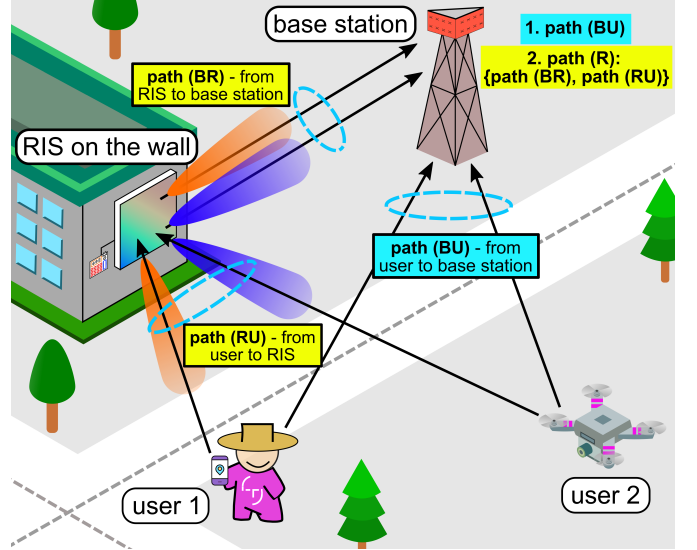 base station
1. path (BU)
2. path (R):
{path (BR), path (RU)}
path (BR) - from
RIS to base station
RIS on the wall
path (BU) - from
user to base station
path (RU) - from
user to RIS
user 1
user 2